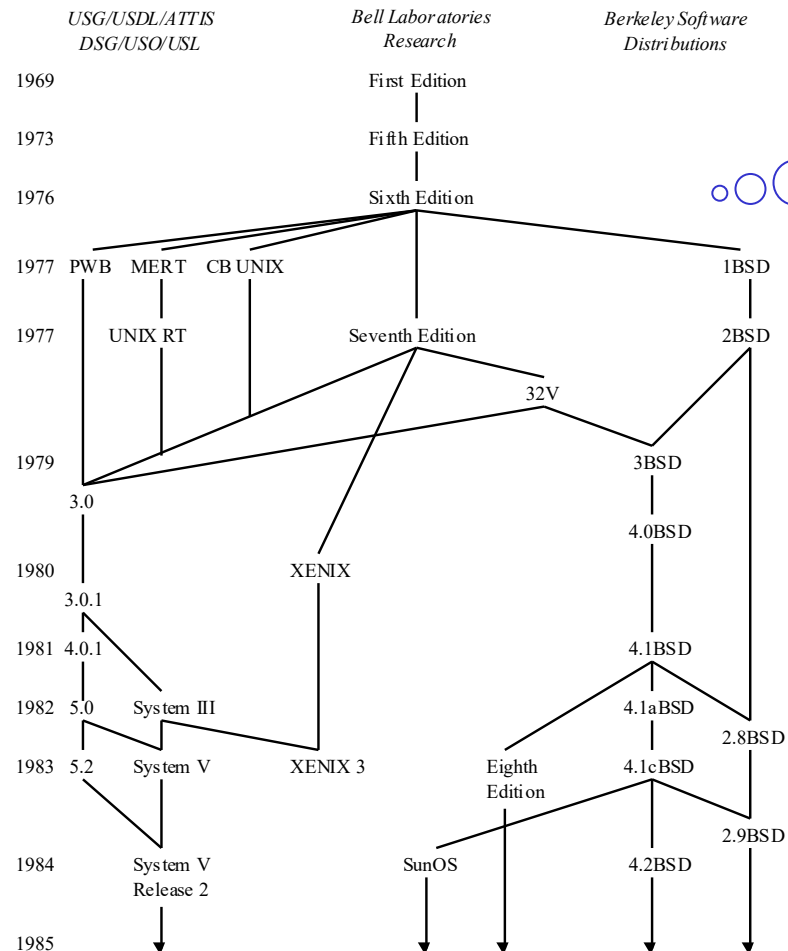 USG/USDL/ATTIS Bell Laboratories Berkeley Software
DSG/USO/USL Research Distributions
1969 First Edition
1973 Fifth Edition
1976 Sixth Edition
1977 PWB MERT CB UNIX 1BSD
1977 UNIX RT Seventh Edition 2BSD
32V
1979 3BSD
3.0
4.0BSD
1980 XENIX
3.0.1
1981 4.0.1 4.1BSD
1982 5.0 System III 4.1aBSD
2.8BSD
1983 5.2 System V XENIX 3 Eighth 4.1cBSD
Edition
2.9BSD
1984 System V SunOS 4.2BSD
Release 2
1985